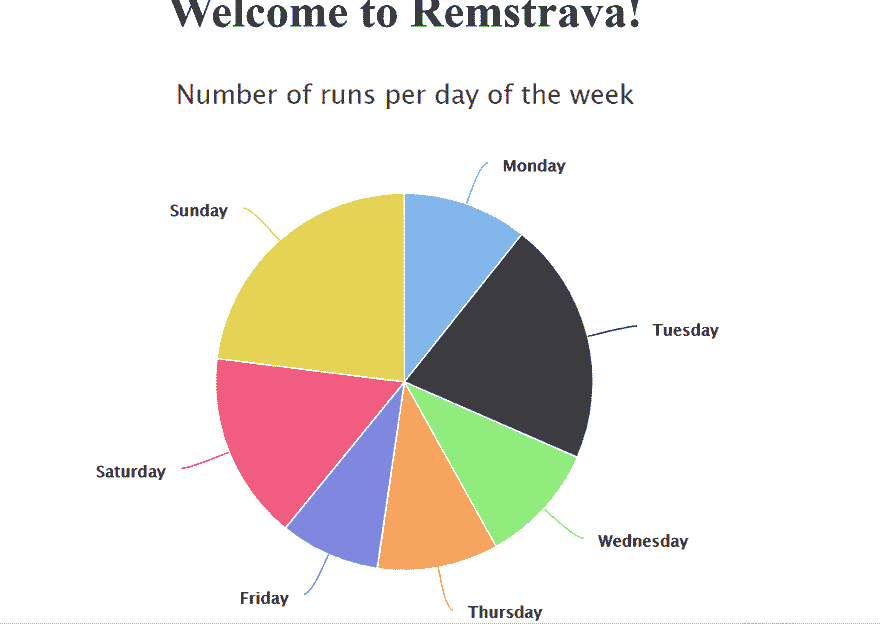 Welcome to Remstrava!
Number of runs per day of the week
Monday
Sunday
Tuesday
Saturday
Wednesday
Friday
Thursday